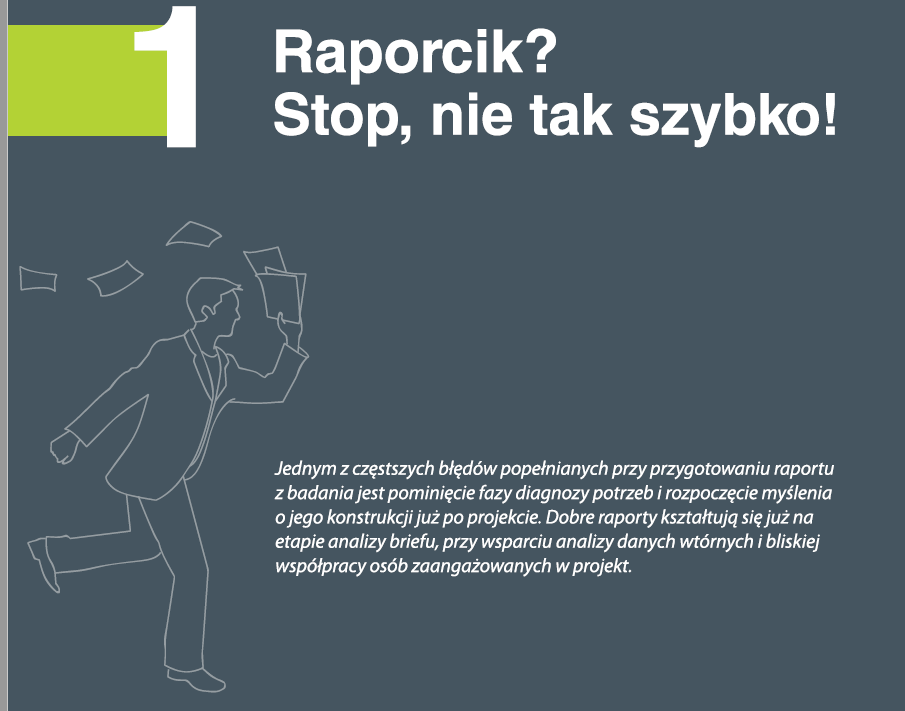 1
Raporcik?
Stop, nie tak szybko!
Jednym z częstszych błędów popełnianych przy przygotowaniu raportu
z badania jest pominięcie fazy diagnozy potrzeb i rozpoczęcie myślenia
o jego konstrukcji już po projekcie. Dobre raporty kształtują się już na
etapie analizy briefu, przy wsparciu analizy danych wtórnych i bliskiej
współpracy osób zaangażowanych w projekt.